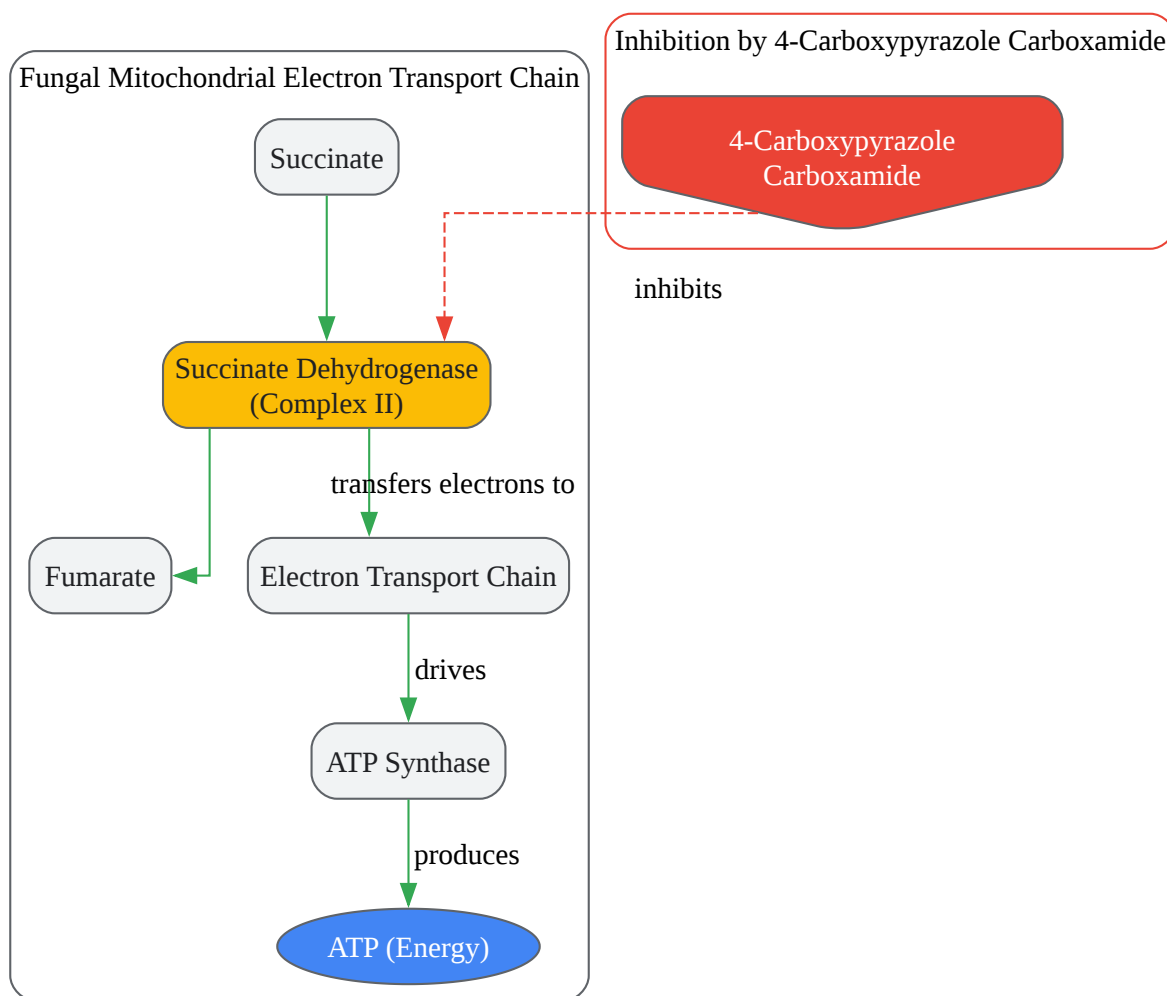 Inhibition by 4-Carboxypyrazole Carboxamide
Fungal Mitochondrial Electron Transport Chain
4-Carboxypyrazole
Carboxamide
Succinate
inhibits
Succinate Dehydrogenase
(Complex II)
transfers electrons to
Fumarate
Electron Transport Chain
drives
ATP Synthase
produces
ATP (Energy)